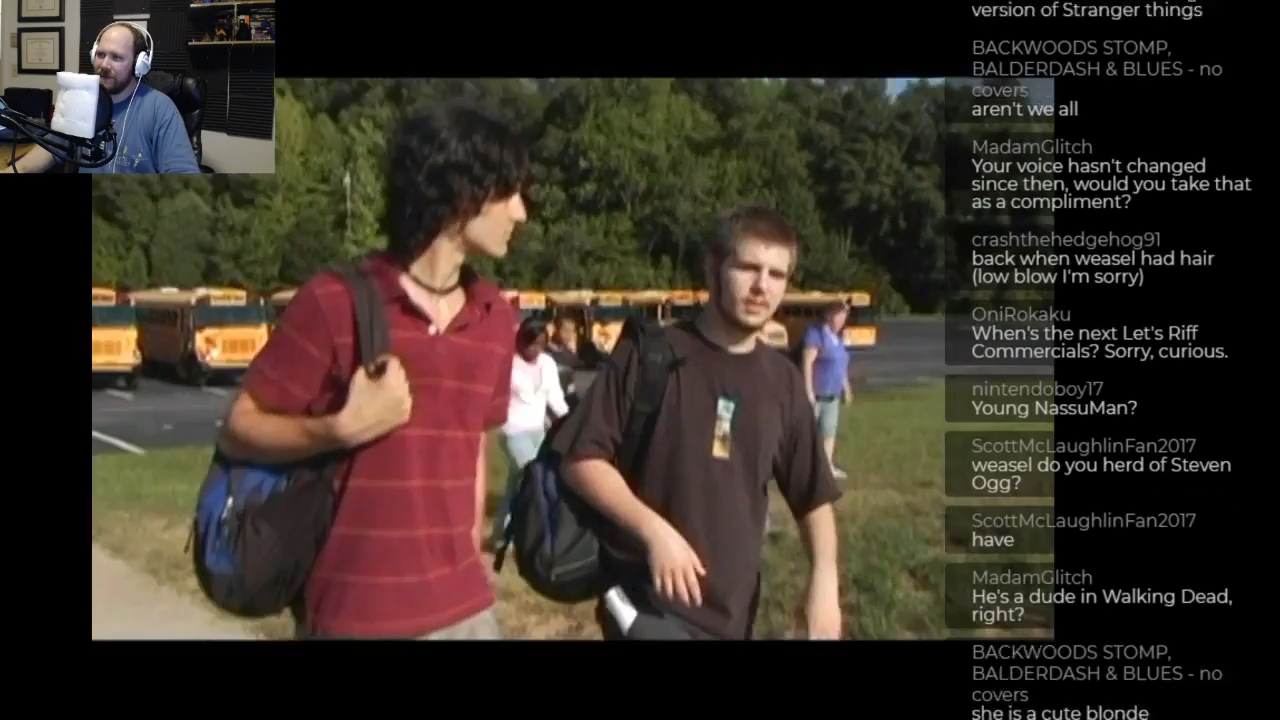 version of Stranger things
BACKWOODS STOMP,
BALDERDASH & BLUES - no
covers
aren't we all
MadamGlitch
Your voice hasn't changed
since then, would you take that
as a compliment?
crashthehedgehog91
back when weasel had hair
(low blow I'm sorry)
OniRokaku
When's the next Let's Riff
Commercials? Sorry, curious.
nintendoboy17
Young NassuMan?
ScottMcLaughlinFan2017
weasel do you herd of Steven
Ogg?
ScottMcLaughlinFan2017
have
MadamGlitch
He's a dude in Walking Dead,
right?
BACKWOODS STOMP,
BALDERDASH & BLUES - no
covers
she is a cute blonde